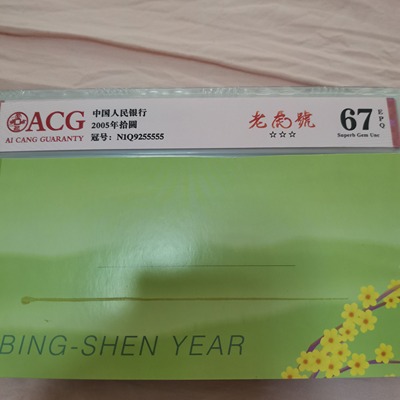 ACG
AI CANG GUARANTY
中国人民银行
2005年拾圆
冠号: N1Q9255555
老虎號
☆☆☆
67
EPQ
Superb Gem Unc
BING-SHEN YEAR